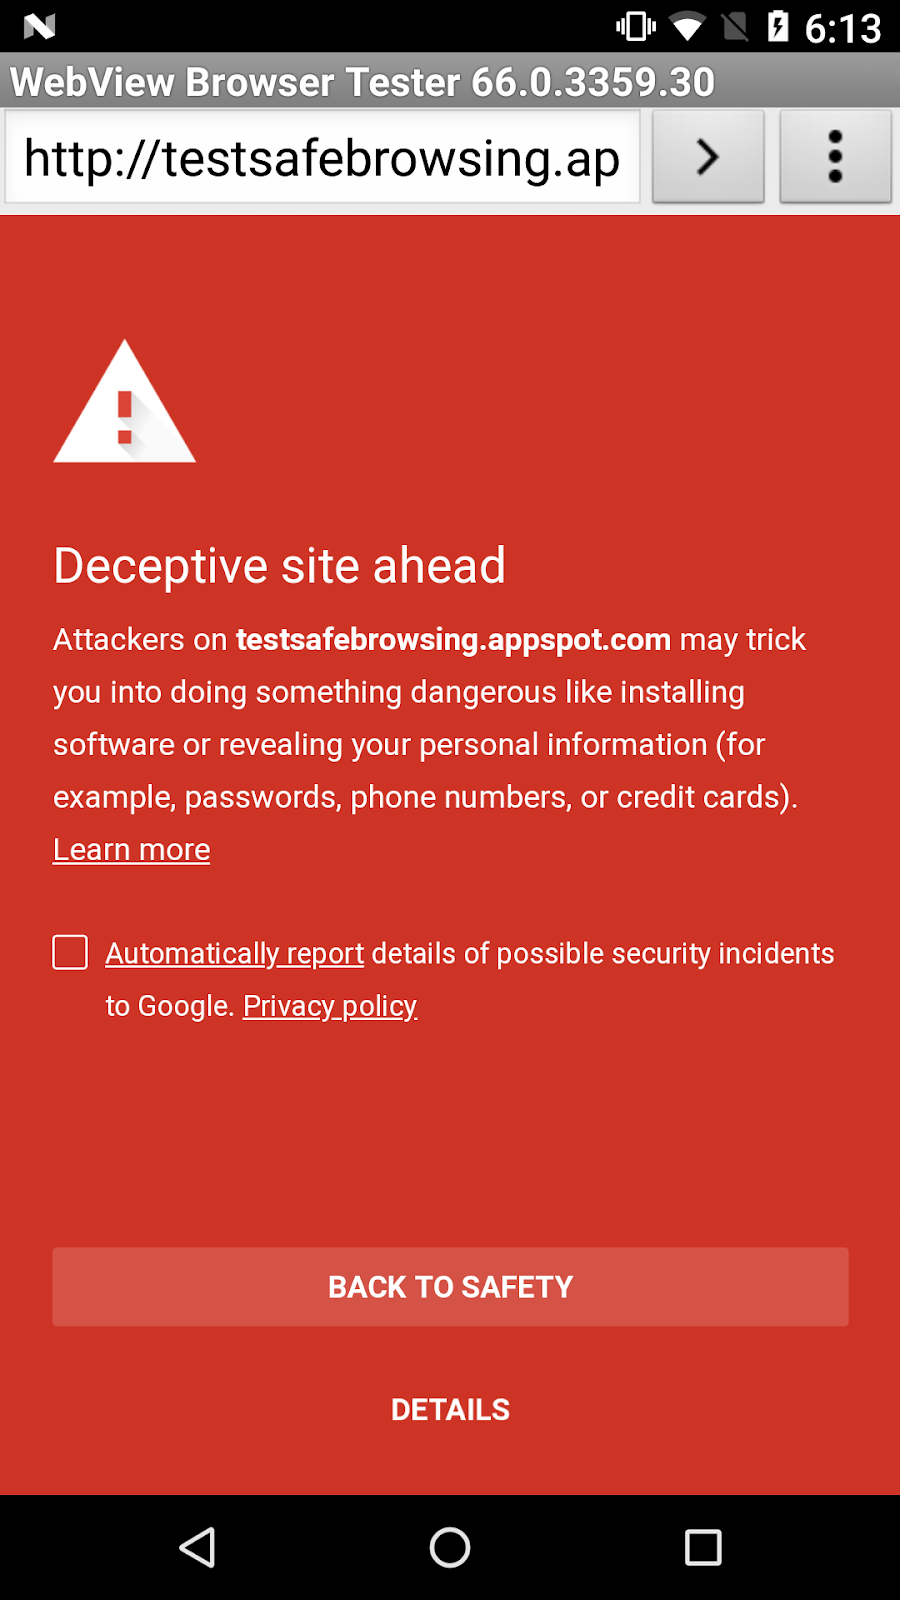 6:13
WebView Browser Tester 66.0.3359.30
http://testsafebrowsing.ap
Deceptive site ahead
Attackers on testsafebrowsing.appspot.com may trick
you into doing something dangerous like installing
software or revealing your personal information (for
example, passwords, phone numbers, or credit cards).
Learn more
Automatically report details of possible security incidents
to Google. Privacy policy
BACK TO SAFETY
DETAILS